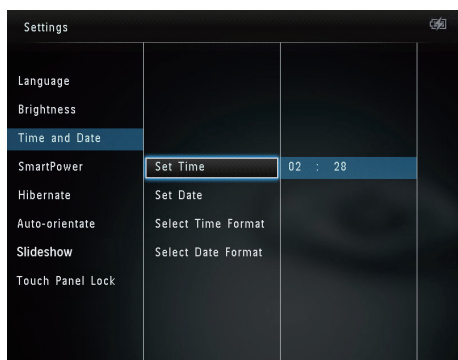 Settings
Language
Brightness
Time and Date
SmartPower
Hibernate
Auto-orientate
Slideshow
Touch Panel Lock
Set Time
Set Date
Select Time Format
Select Date Format
02 : 28